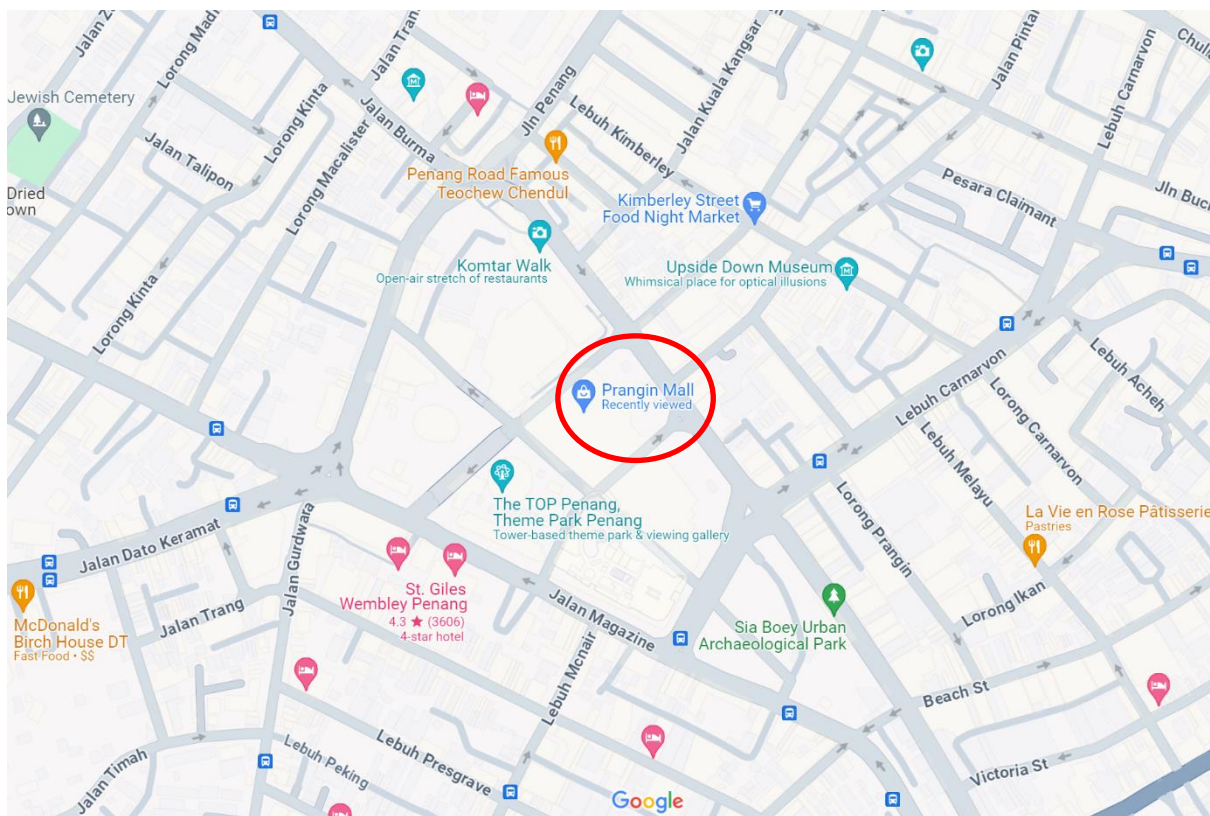 Jalan Z
Lorong Mad
Jalan Tran
Jewish Cemetery
Lorong Kinta
Jalan Talipon
Lorong Macalister
Jalan Burma
Jln Penang
Lebuh Kimberley
Jalan Kuala Kangsar
Jalan Pintal
Lebuh Carnarvon
Chuli
Penang Road Famous
Teochew Chendul
Dried
own
Kimberley Street
Food Night Market
Pesara Claimant
Jln Buc
Komtar Walk
Open-air stretch of restaurants
Upside Down Museum
Whimsical place for optical illusions
Lorong Kinta
Prangin Mall
Recently viewed
Lebuh Carnarvon
Lebuh Acheh
Lorong Carnarvon
Lebuh Melayu
The TOP Penang,
Theme Park Penang
Tower-based theme park & viewing gallery
Lorong Prangin
La Vie en Rose Pâtisserie
Pastries
Jalan Dato Keramat
Jalan Gurdwara
St. Giles
Wembley Penang
4.3 ★ (3606)
4-star hotel
Jalan Magazine
Lorong Ikan
McDonald's
Birch House DT
Fast Food • $$
Jalan Trang
Sia Boey Urban
Archaeological Park
Lebuh Mcnair
Beach St
Jalan Timah
Lebuh Peking
Lebuh Presgrave
Victoria St
Google